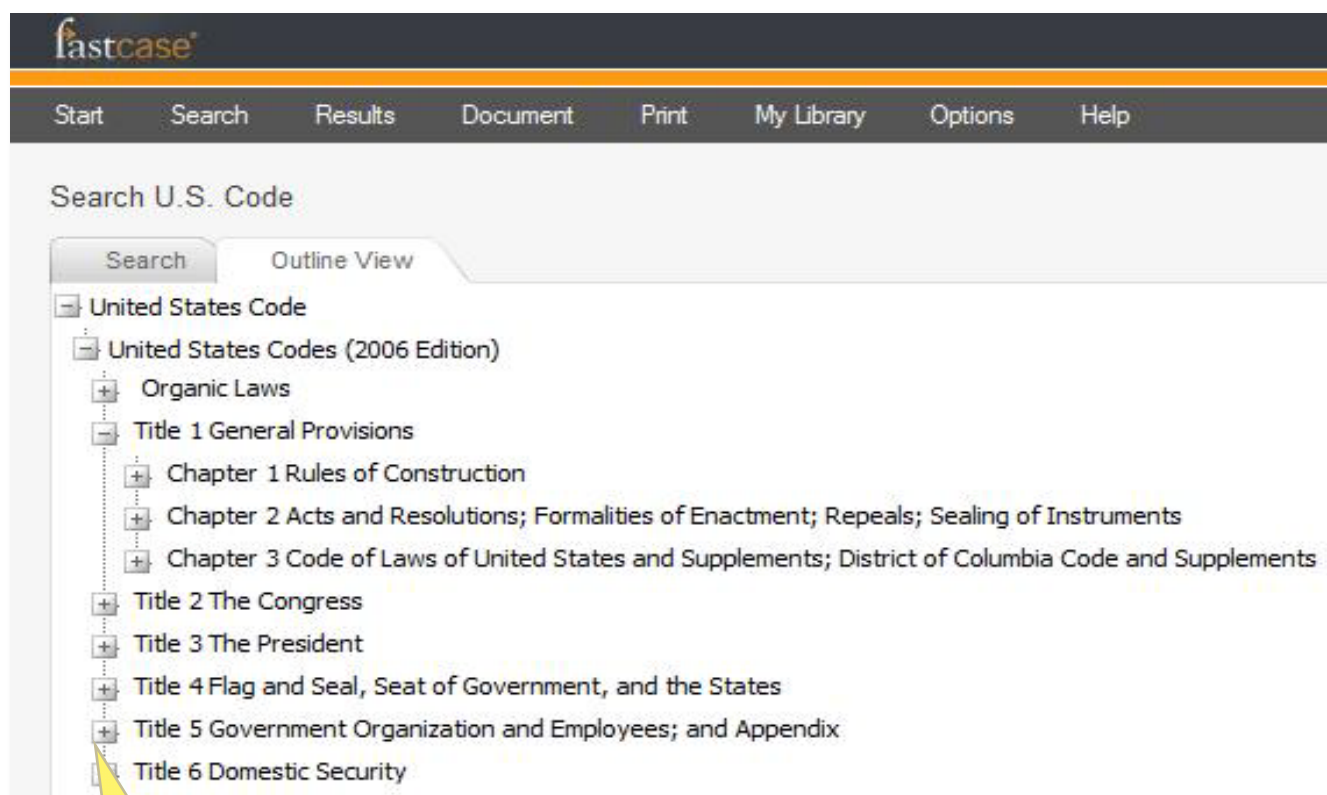 fastcase
Start Search Results Document Print My Library Options Help
Search U.S. Code
Search Outline View
United States Code
United States Codes (2006 Edition)
Organic Laws
Title 1 General Provisions
Chapter 1 Rules of Construction
Chapter 2 Acts and Resolutions; Formalities of Enactment; Repeals; Sealing of Instruments
Chapter 3 Code of Laws of United States and Supplements; District of Columbia Code and Supplements
Title 2 The Congress
Title 3 The President
Title 4 Flag and Seal, Seat of Government, and the States
Title 5 Government Organization and Employees; and Appendix
Title 6 Domestic Security